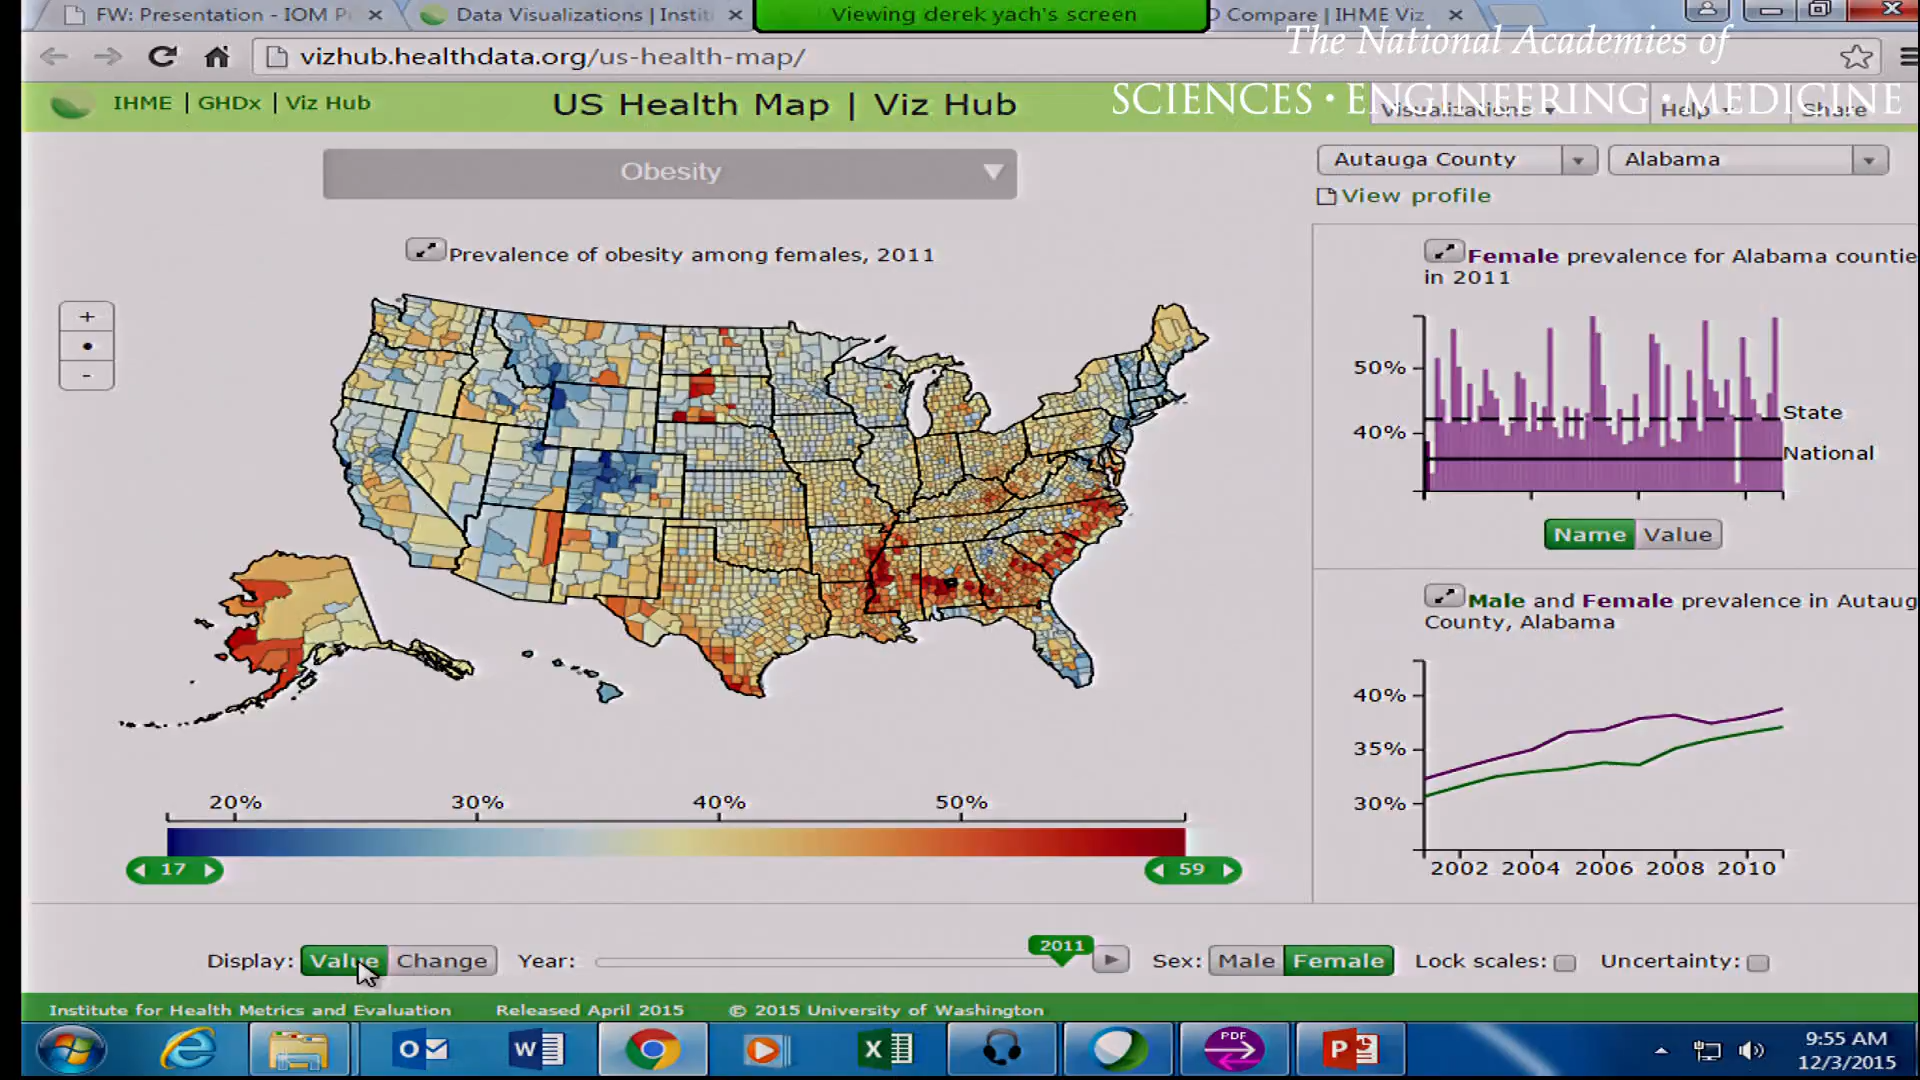 FW: Presentation - IOM P
Data Visualizations | Instit
Viewing derek yach's screen
Compare | IHME Viz
The National Academies of
SCIENCES • ENGINEERING • MEDICINE
vizhub.healthdata.org/us-health-map/
IHME | GHDx | Viz Hub
US Health Map | Viz Hub
Visualizations
Help
Share
Obesity
Autauga County
Alabama
View profile
Prevalence of obesity among females, 2011
Female prevalence for Alabama countie
in 2011
+
-
50%
40%
State
National
Name
Value
Male and Female prevalence in Autaug
County, Alabama
40%
35%
30%
2002 2004 2006 2008 2010
20% 30% 40% 50%
17
59
Display: Value Change
Year:
2011
Sex: Male Female
Lock scales:
Uncertainty:
Institute for Health Metrics and Evaluation
Released April 2015
© 2015 University of Washington
PDF
9:55 AM
12/3/2015